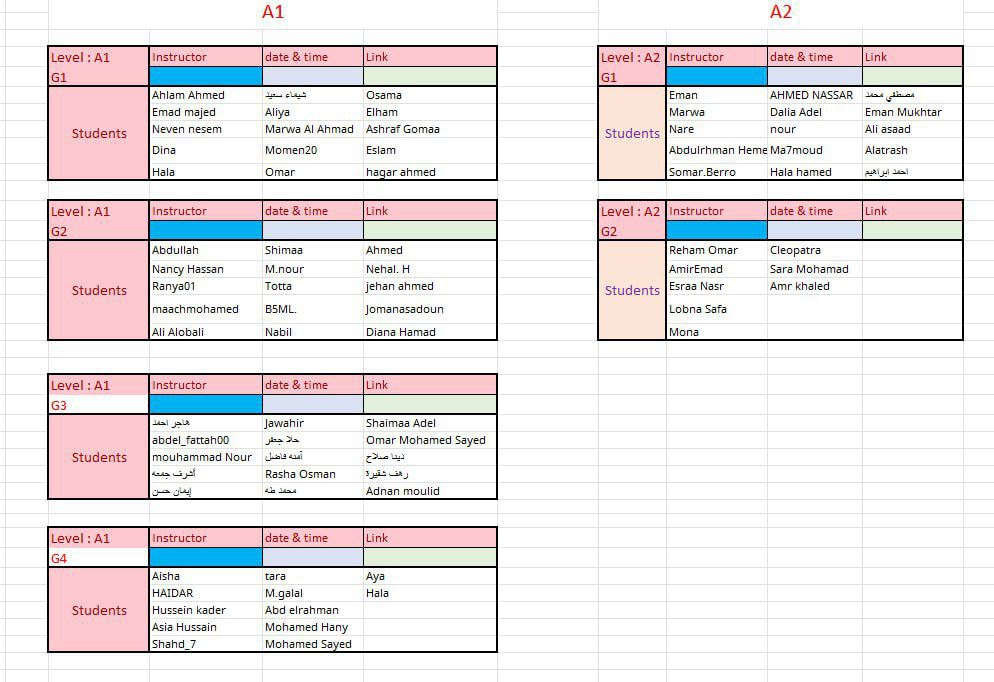 A1 A2
Level : A1 Instructor date & time Link
G1
Students
Ahlam Ahmed شيماء سعيد Osama
Emad majed Aliya Elham
Neven nesem Marwa Al Ahmad Ashraf Gomaa
Dina Momen20 Eslam
Hala Omar hagar ahmed
Level : A2 Instructor date & time Link
G1
Students
Eman AHMED NASSAR مصطفي محمد
Marwa Dalia Adel Eman Mukhtar
Nare nour Ali asaad
Abdulrhman Heme Ma7moud Alatrash
Somar.Berro Hala hamed احمد ابراهيم
Level : A1 Instructor date & time Link
G2
Students
Abdullah Shimaa Ahmed
Nancy Hassan M.nour Nehal. H
Ranya01 Totta jehan ahmed
maachmohamed B5ML. Jomanasadoun
Ali Alobali Nabil Diana Hamad
Level : A2 Instructor date & time Link
G2
Students
Reham Omar Cleopatra
AmirEmad Sara Mohamad
Esraa Nasr Amr khaled
Lobna Safa
Mona
Level : A1 Instructor date & time Link
G3
Students
هاجر احمد Jawahir Shaimaa Adel
abdel_fattah00 حلا جعفر Omar Mohamed Sayed
mouhammad Nour آمنه فاضل دينا صلاح
أشرف جمعه Rasha Osman رهف شقيرة
إيمان حسن محمد طه Adnan moulid
Level : A1 Instructor date & time Link
G4
Students
Aisha tara Aya
HAIDAR M.galal Hala
Hussein kader Abd elrahman
Asia Hussain Mohamed Hany
Shahd_7 Mohamed Sayed